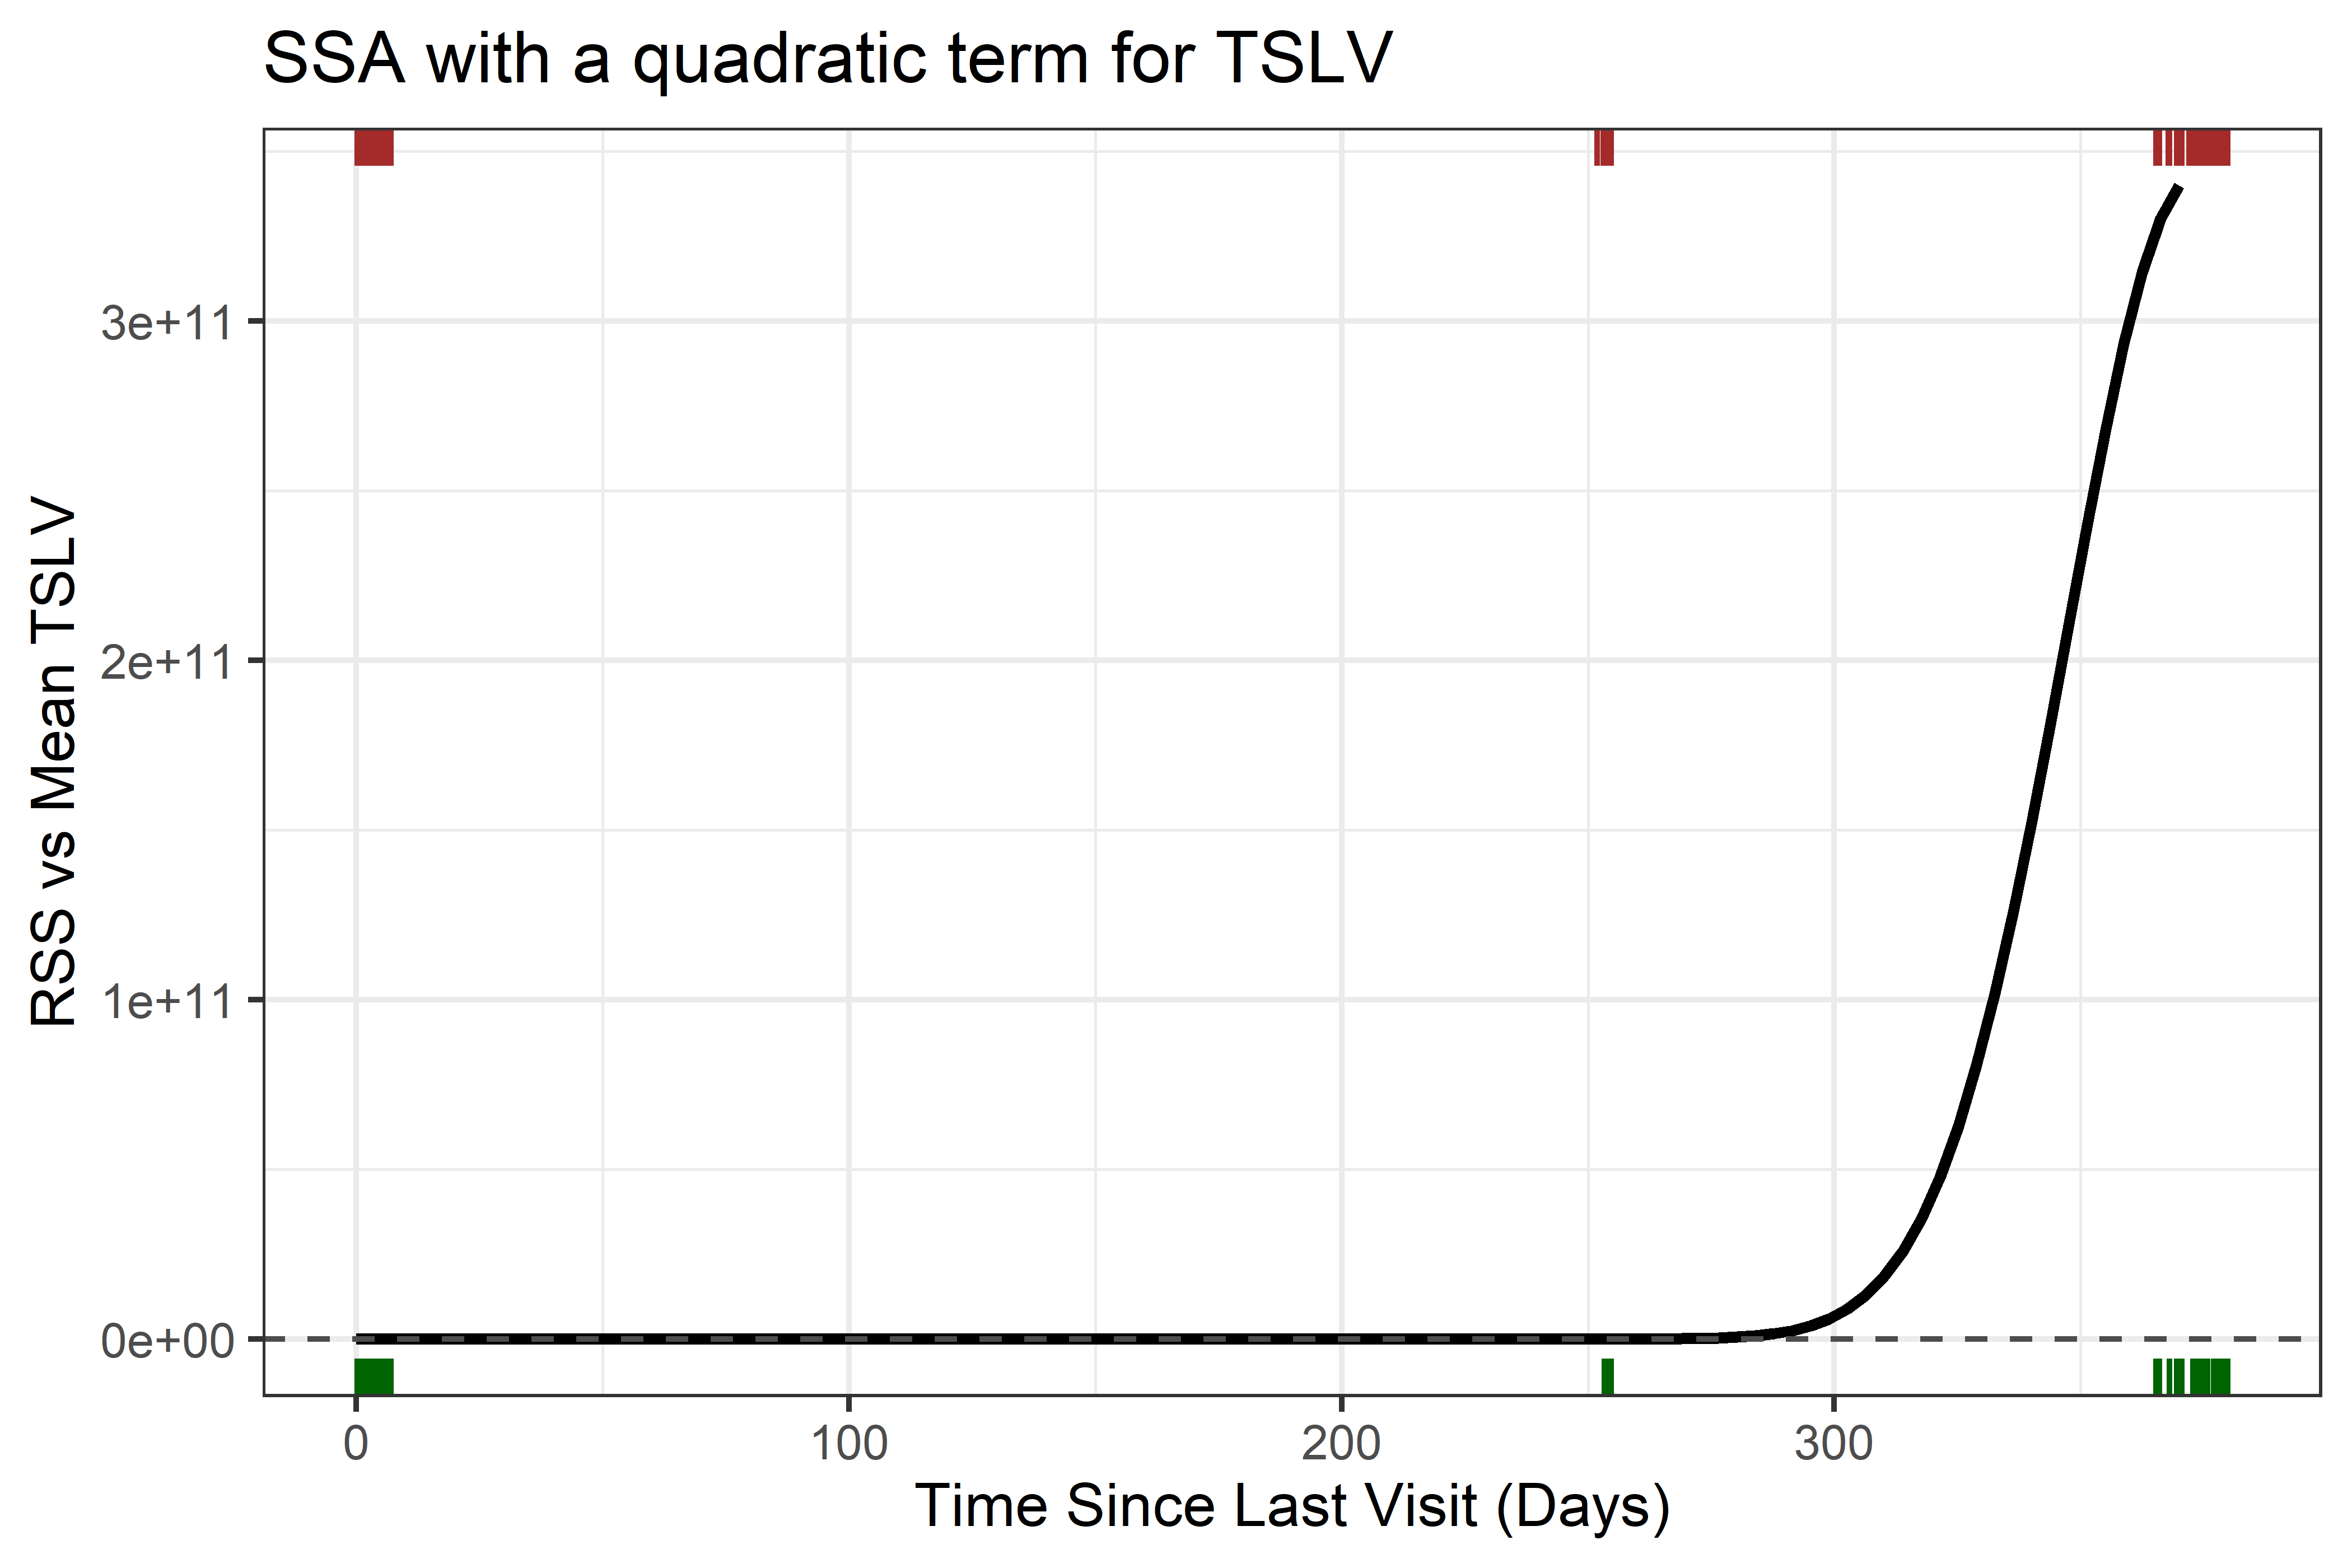 SSA with a quadratic term for TSLV
RSS vs Mean TSLV
3e+11
2e+11
1e+11
0e+00
0 100 200 300
Time Since Last Visit (Days)